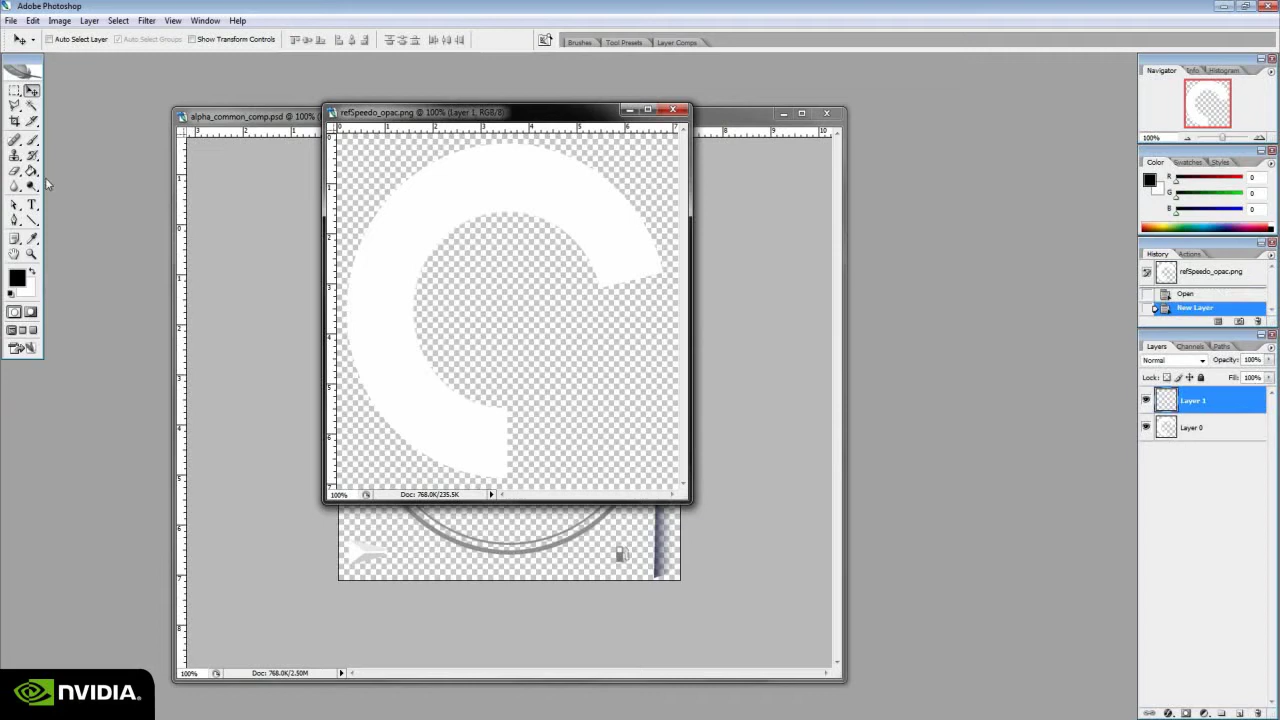 Adobe Photoshop
File Edit Image Layer Select Filter View Window Help
Auto Select Layer Auto Select Groups Show Transform Controls Brushes Tool Presets Layer Comps
alpha_common_comp.psd @ 100%
refSpeedo_opac.png @ 100% (Layer 1, RGB/8)
100% Doc: 768.0K/235.5K
100% Doc: 768.0K/2.50M
Navigator Info Histogram
100%
Color Swatches Styles
R 0
G 0
B 0
History Actions
refSpeedo_opac.png
Open
New Layer
Layers Channels Paths
Normal Opacity: 100%
Lock: Fill: 100%
Layer 1
Layer 0
NVIDIA.